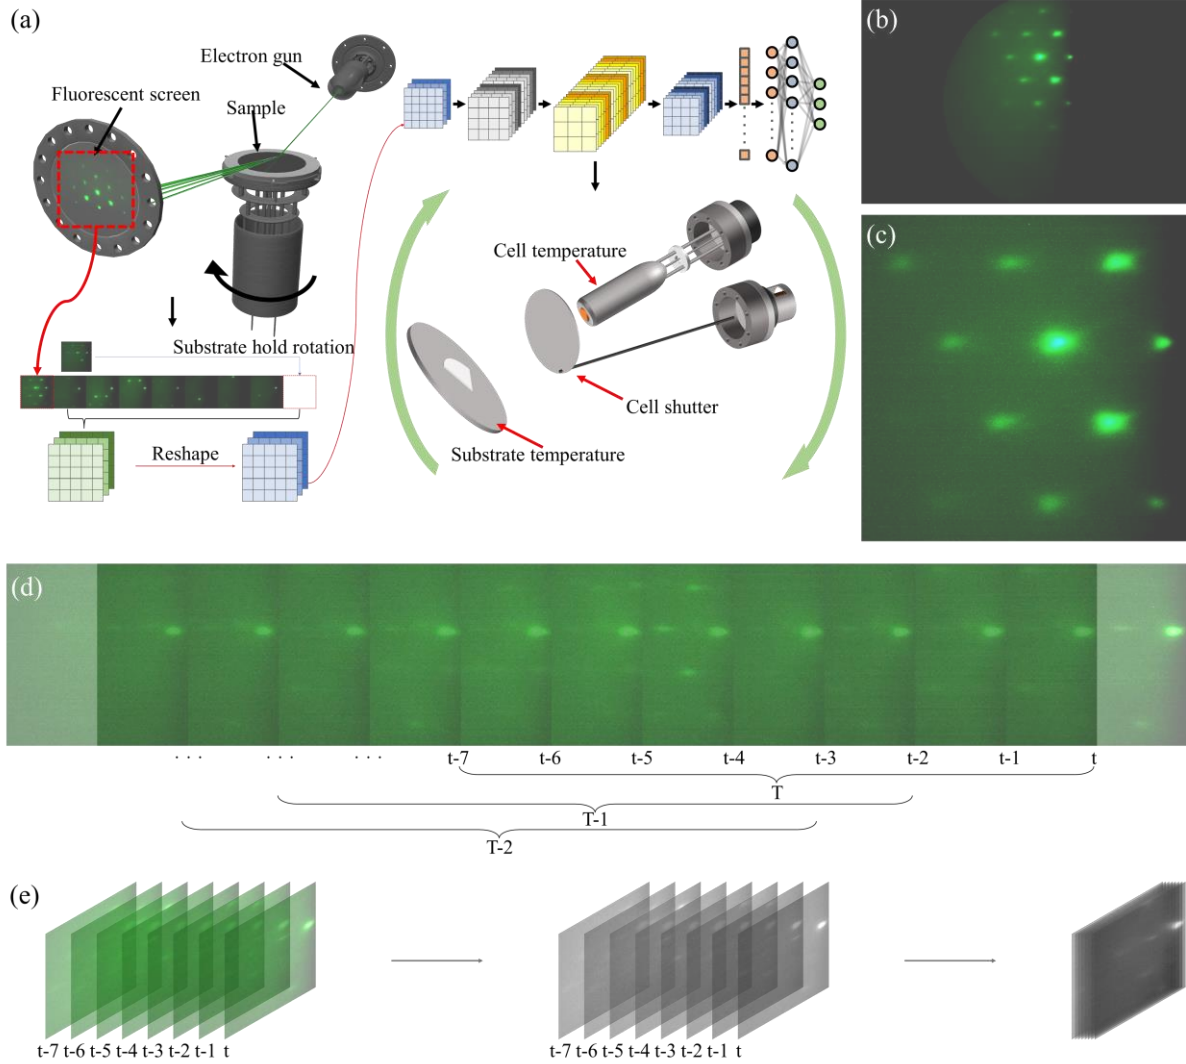 (a)
Electron gun
Fluorescent screen
Sample
Substrate hold rotation
Reshape
Cell temperature
Cell shutter
Substrate temperature
(b)
(c)
(d)
· · · · · · · · · t-7 t-6 t-5 t-4 t-3 t-2 t-1 t
T
T-1
T-2
(e)
t-7 t-6 t-5 t-4 t-3 t-2 t-1 t
t-7 t-6 t-5 t-4 t-3 t-2 t-1 t